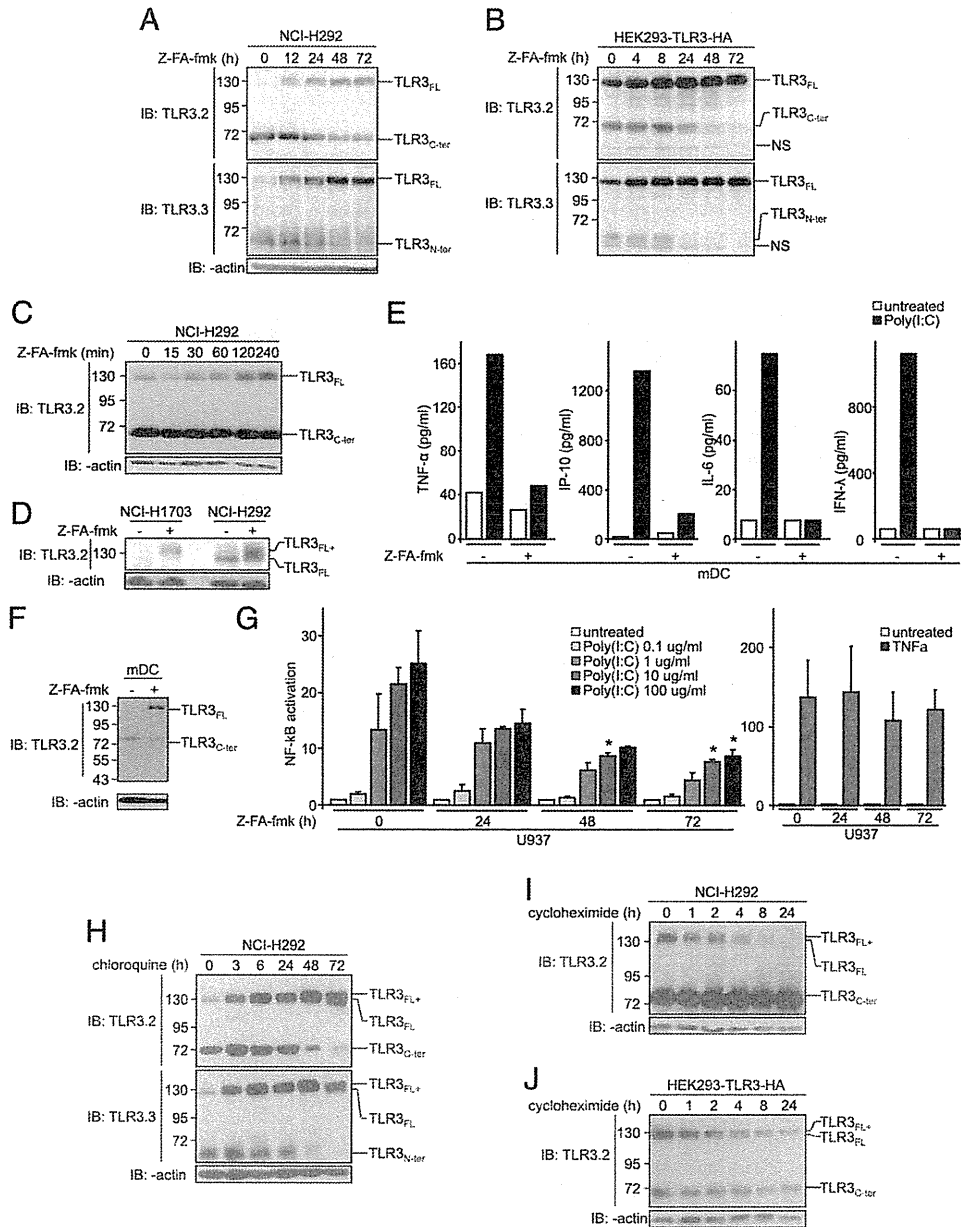 A
NCI-H292
Z-FA-fmk (h) 0 12 24 48 72
IB: TLR3.2
130
95
72
TLR3FL
TLR3C-ter
IB: TLR3.3
130
95
72
TLR3FL
TLR3N-ter
IB: -actin
B
HEK293-TLR3-HA
Z-FA-fmk (h) 0 4 8 24 48 72
IB: TLR3.2
130
95
72
TLR3FL
TLR3C-ter
NS
IB: TLR3.3
130
95
72
TLR3FL
TLR3N-ter
NS
C
NCI-H292
Z-FA-fmk (min) 0 15 30 60 120 240
IB: TLR3.2
130
95
72
TLR3FL
TLR3C-ter
IB: -actin
D
NCI-H1703 NCI-H292
Z-FA-fmk - + - +
IB: TLR3.2
130
TLR3FL+
TLR3FL
IB: -actin
E
untreated
Poly(I:C)
TNF-α (pg/ml)
160
120
80
40
0
IP-10 (pg/ml)
1200
800
400
0
IL-6 (pg/ml)
60
40
20
0
IFN-λ (pg/ml)
800
400
0
Z-FA-fmk - + - + - + - +
mDC
F
mDC
Z-FA-fmk - +
IB: TLR3.2
130
95
72
55
43
TLR3FL
TLR3C-ter
IB: -actin
G
NF-kB activation
30
20
10
0
untreated
Poly(I:C) 0.1 ug/ml
Poly(I:C) 1 ug/ml
Poly(I:C) 10 ug/ml
Poly(I:C) 100 ug/ml
*
* *
Z-FA-fmk (h) 0 24 48 72
U937
200
100
0
untreated
TNFa
0 24 48 72
U937
H
NCI-H292
chloroquine (h) 0 3 6 24 48 72
IB: TLR3.2
130
95
72
TLR3FL+
TLR3FL
TLR3C-ter
IB: TLR3.3
130
95
72
TLR3FL+
TLR3FL
TLR3N-ter
IB: -actin
I
NCI-H292
cycloheximide (h) 0 1 2 4 8 24
IB: TLR3.2
130
95
72
TLR3FL+
TLR3FL
TLR3C-ter
IB: -actin
J
HEK293-TLR3-HA
cycloheximide (h) 0 1 2 4 8 24
IB: TLR3.2
130
95
72
TLR3FL+
TLR3FL
TLR3C-ter
IB: -actin